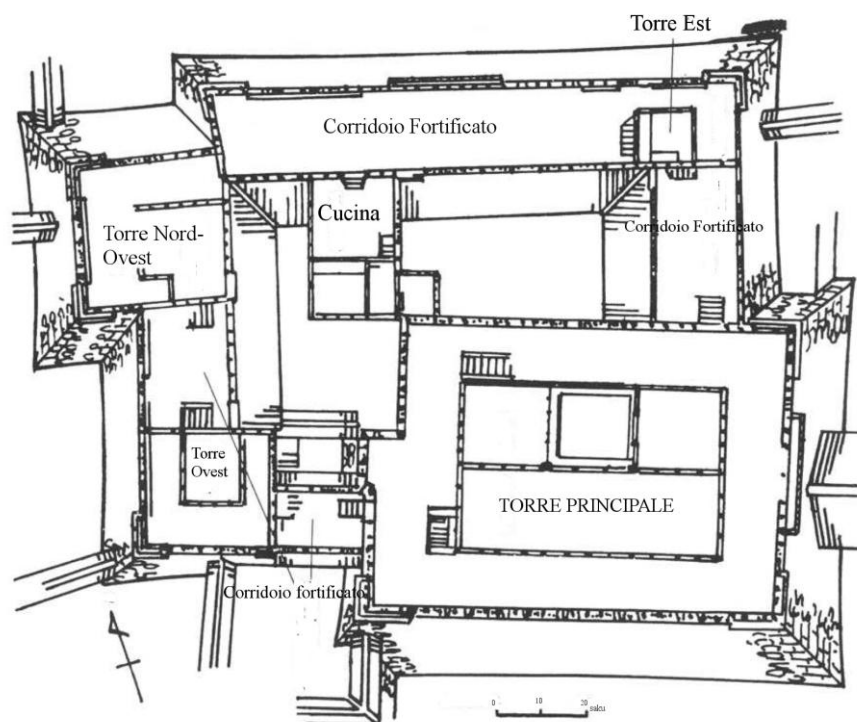 Torre Est
Corridoio Fortificato
Cucina
Torre Nord-
Ovest
Corridoio Fortificato
Torre
Ovest
TORRE PRINCIPALE
Corridoio fortificato
0 10 20
saku